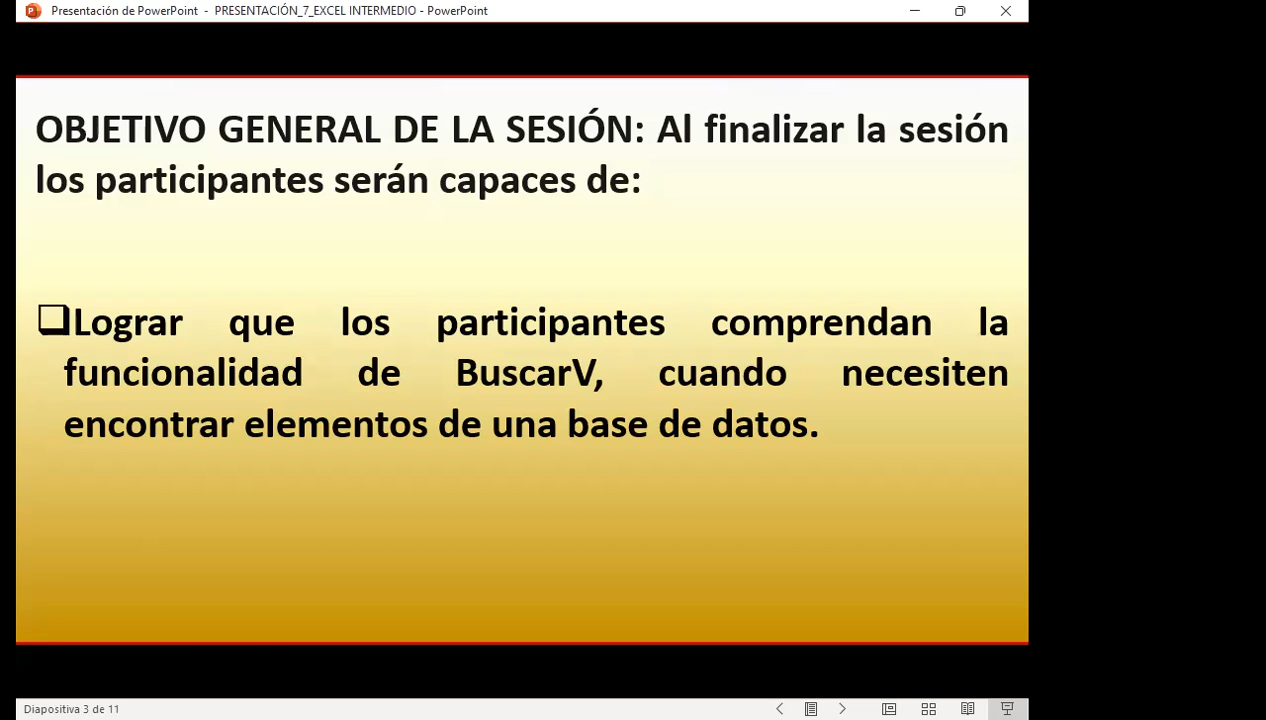 Presentación de PowerPoint - PRESENTACIÓN_7_EXCEL INTERMEDIO - PowerPoint
OBJETIVO GENERAL DE LA SESIÓN: Al finalizar la sesión
los participantes serán capaces de:
Lograr que los participantes comprendan la
funcionalidad de BuscarV, cuando necesiten
encontrar elementos de una base de datos.
Diapositiva 3 de 11